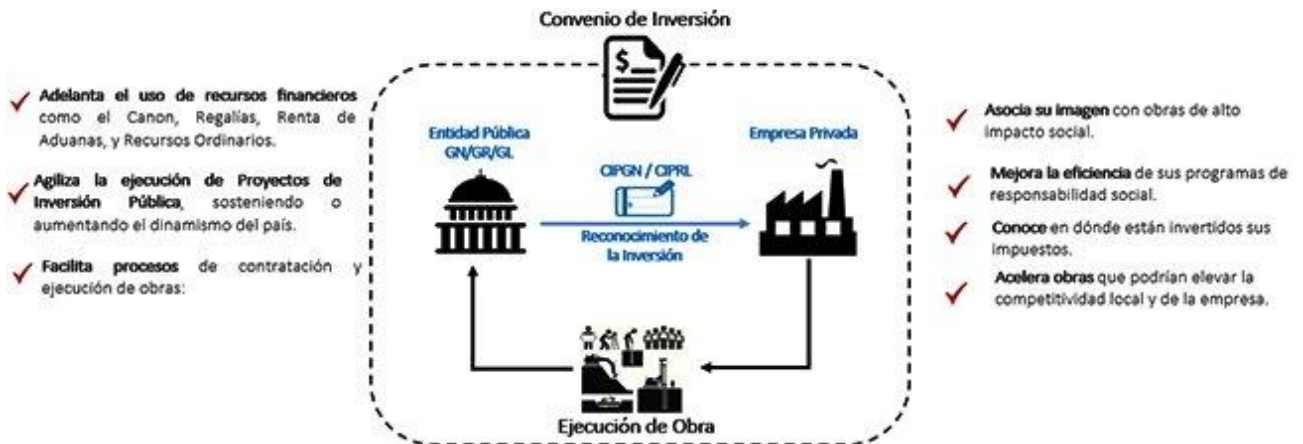 Convenio de Inversión
$
Adelanta el uso de recursos financieros
como el Canon, Regalías, Renta de
Aduanas, y Recursos Ordinarios.
Agiliza la ejecución de Proyectos de
Inversión Pública, sosteniendo o
aumentando el dinamismo del país.
Facilita procesos de contratación y
ejecución de obras:
Entidad Pública
GN/GR/GL
CIPGN / CIPRL
Reconocimiento de
la Inversión
Empresa Privada
Ejecución de Obra
Asocia su imagen con obras de alto
impacto social.
Mejora la eficiencia de sus programas de
responsabilidad social.
Conoce en dónde están invertidos sus
impuestos.
Acelera obras que podrían elevar la
competitividad local y de la empresa.